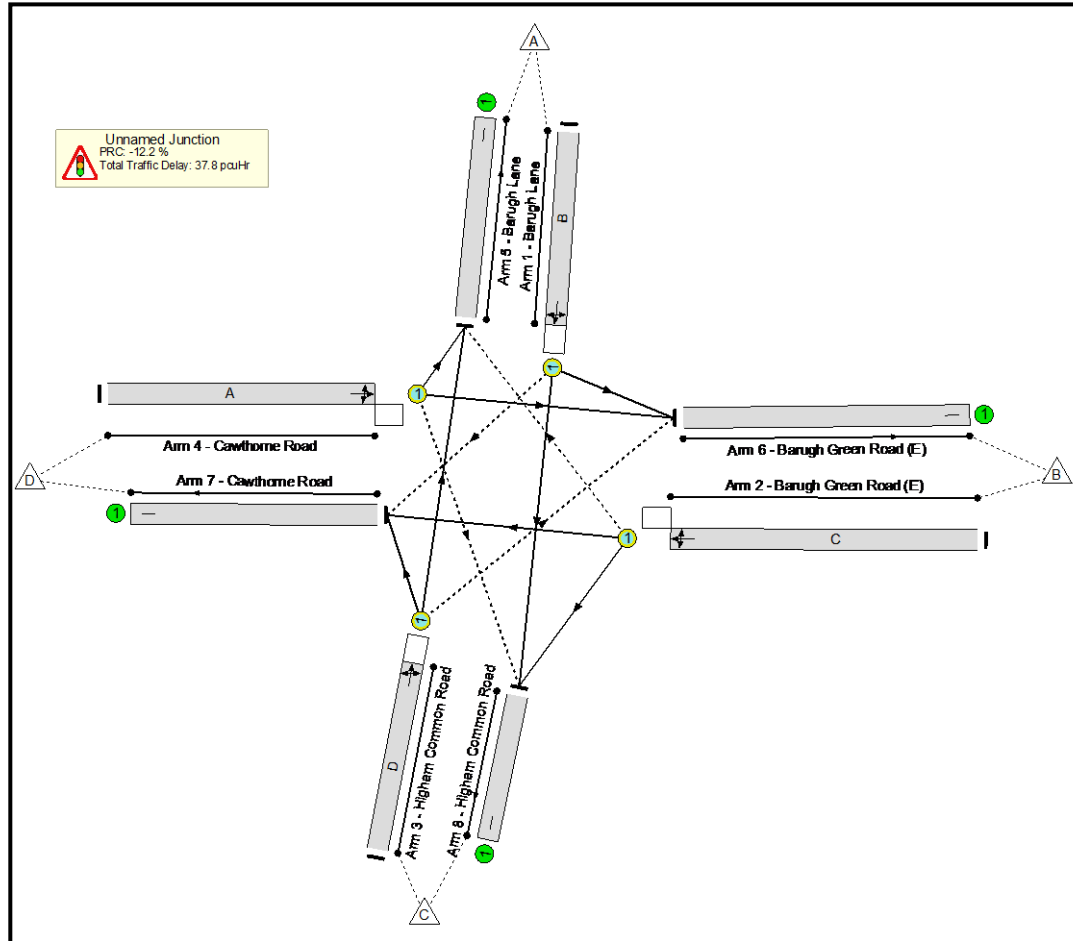 A
1
Unnamed Junction
PRC: -12.2 %
Total Traffic Delay: 37.8 pcuHr
Arm 5 - Barugh Lane
Arm 1 - Barugh Lane
B
1
A
1
1
Arm 4 - Cawthorne Road
Arm 6 - Barugh Green Road (E)
D
Arm 7 - Cawthorne Road
Arm 2 - Barugh Green Road (E)
B
1
1
C
1
D
Arm 3 - Higham Common Road
Arm 8 - Higham Common Road
1
C